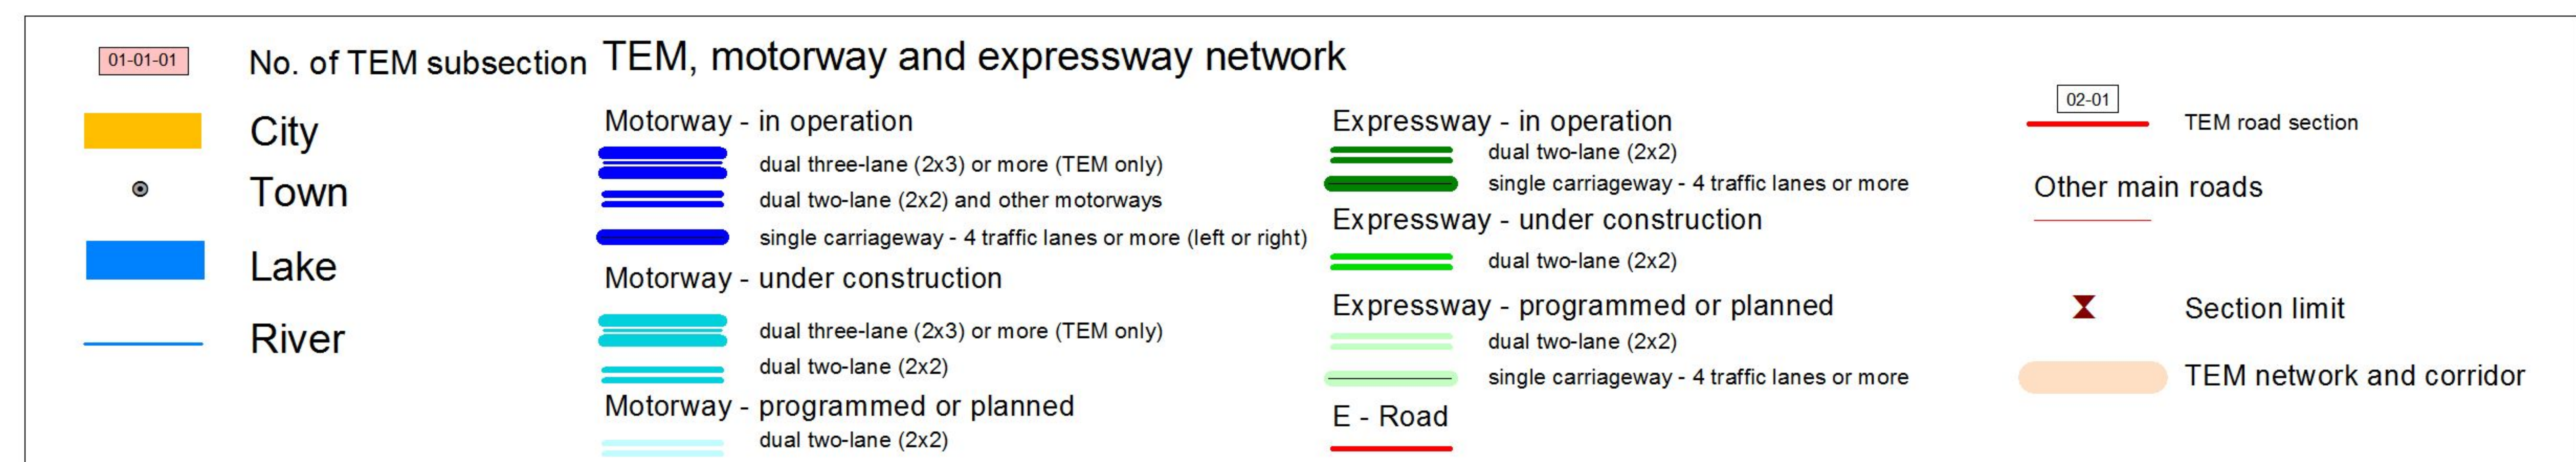 01-01-01
No. of TEM subsection
City
Town
Lake
River
TEM, motorway and expressway network
Motorway - in operation
dual three-lane (2x3) or more (TEM only)
dual two-lane (2x2) and other motorways
single carriageway - 4 traffic lanes or more (left or right)
Motorway - under construction
dual three-lane (2x3) or more (TEM only)
dual two-lane (2x2)
Motorway - programmed or planned
dual two-lane (2x2)
Expressway - in operation
dual two-lane (2x2)
single carriageway - 4 traffic lanes or more
Expressway - under construction
dual two-lane (2x2)
Expressway - programmed or planned
dual two-lane (2x2)
single carriageway - 4 traffic lanes or more
E - Road
02-01
TEM road section
Other main roads
Section limit
TEM network and corridor